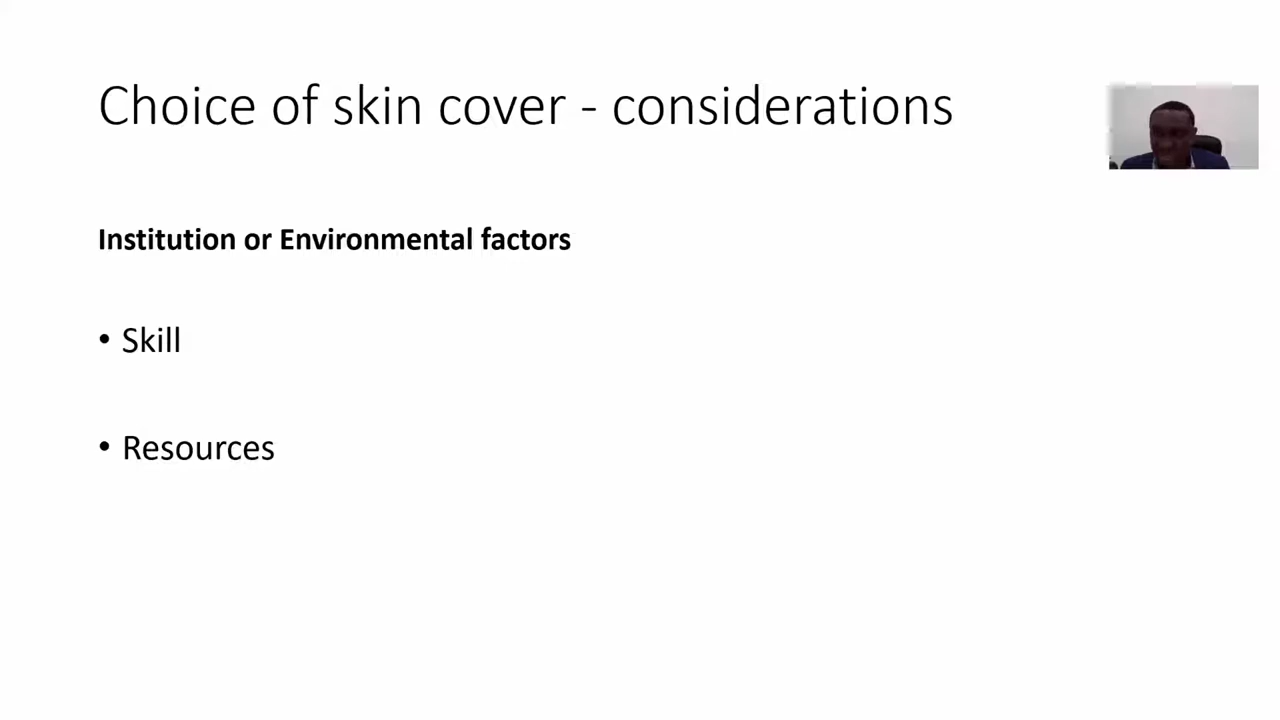 Choice of skin cover - considerations
Institution or Environmental factors
• Skill
• Resources